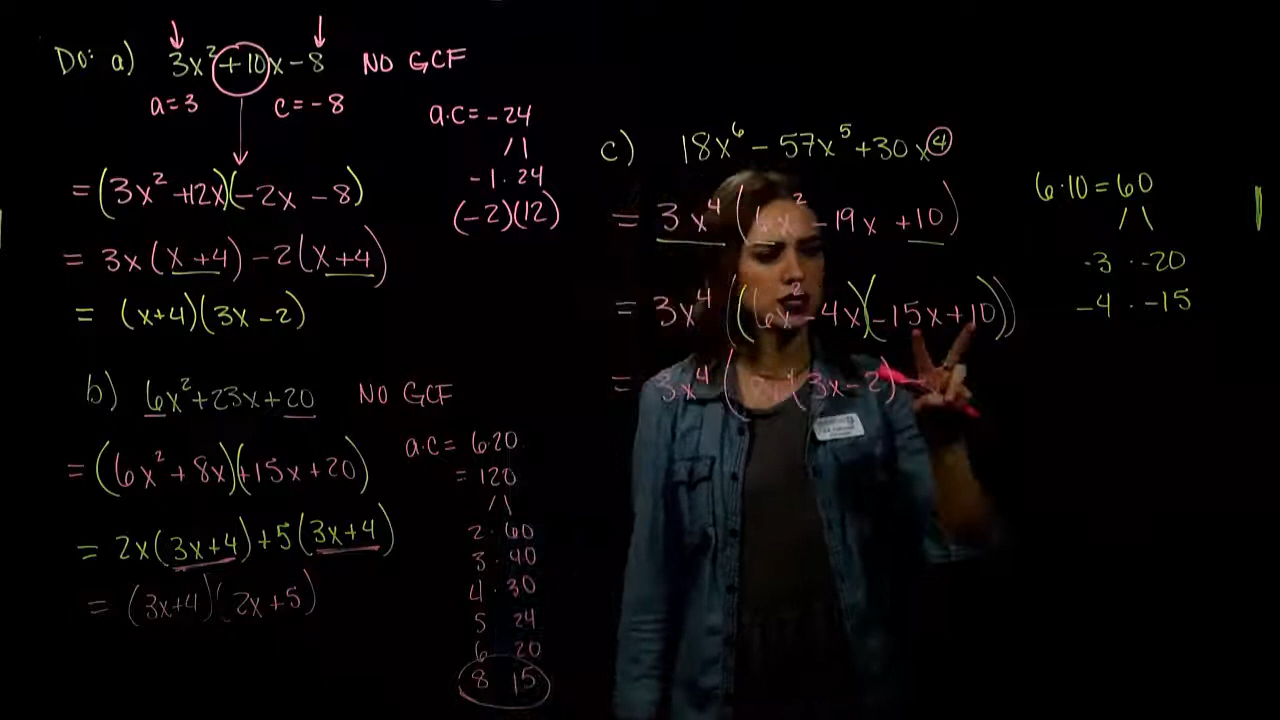 Do: a) 3x² +10x - 8 NO GCF
a=3 c=-8
= (3x² +12x)(-2x - 8)
= 3x(x+4) - 2(x+4)
= (x+4)(3x-2)
a·c = -24
-1 · 24
(-2)(12)
b) 6x² + 23x + 20 NO GCF
= (6x² + 8x)(+15x + 20)
= 2x(3x+4) + 5(3x+4)
= (3x+4)(2x+5)
a·c = 6·20
= 120
2 · 60
3 · 40
4 · 30
5 24
6 20
8 15
c) 18x⁶ - 57x⁵ + 30x⁴
= 3x⁴(6x² - 19x + 10)
= 3x⁴((6x² - 4x)(-15x + 10))
= 3x⁴( (3x-2)
6·10 = 60
-3 · -20
-4 · -15